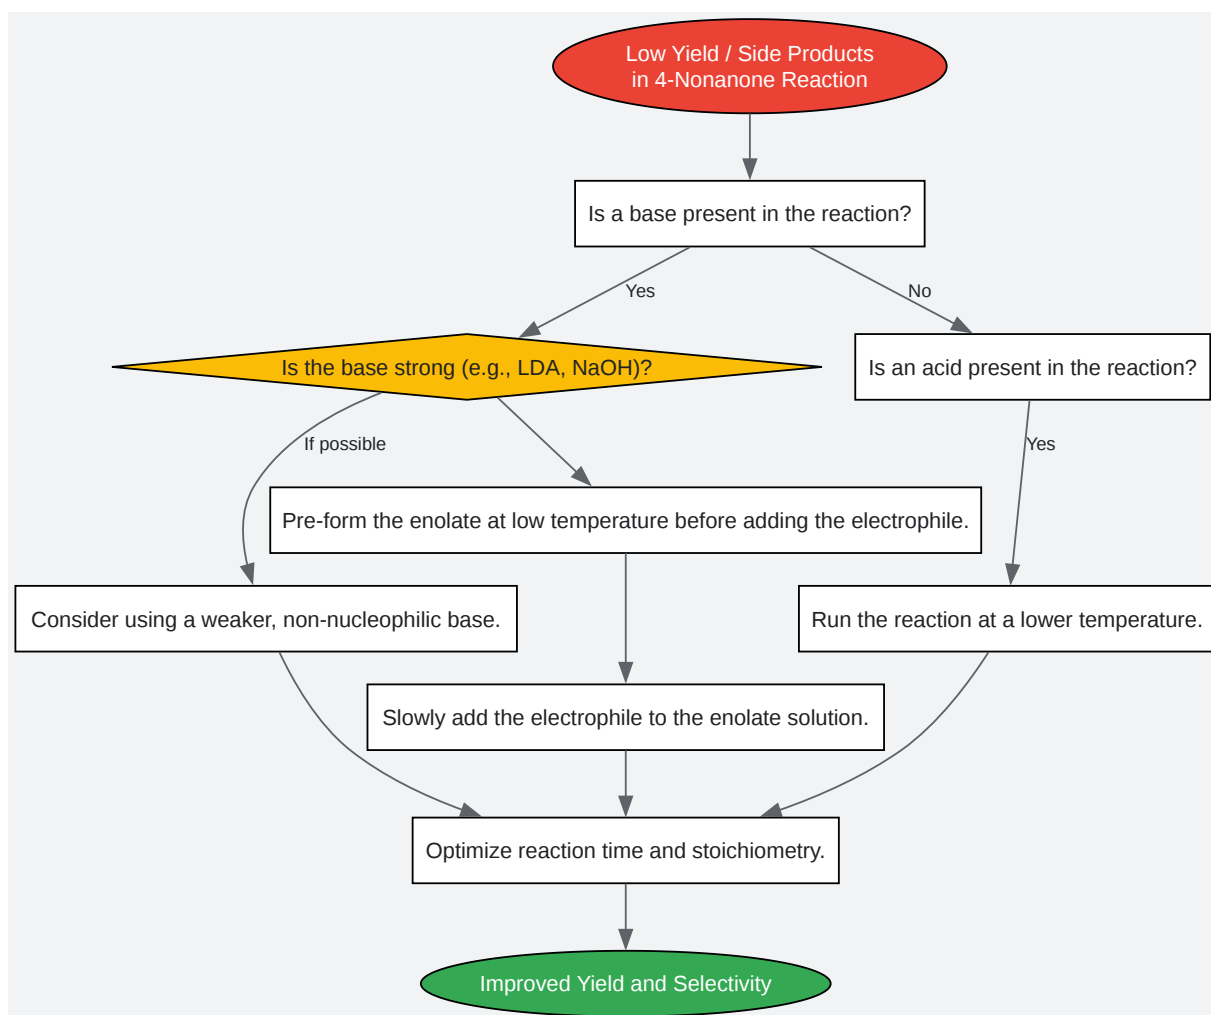 Low Yield / Side Products
in 4-Nonanone Reaction
Is a base present in the reaction?
Yes
No
Is the base strong (e.g., LDA, NaOH)?
Is an acid present in the reaction?
If possible
Yes
Pre-form the enolate at low temperature before adding the electrophile.
Consider using a weaker, non-nucleophilic base.
Run the reaction at a lower temperature.
Slowly add the electrophile to the enolate solution.
Optimize reaction time and stoichiometry.
Improved Yield and Selectivity